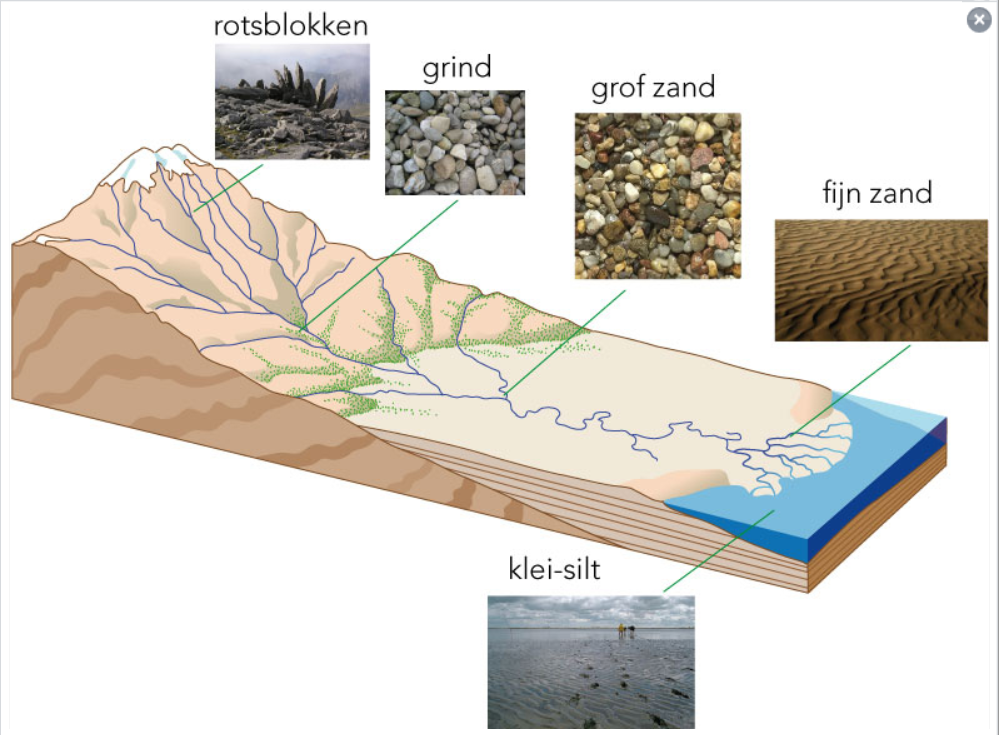 rotsblokken
grind
grof zand
fijn zand
klei-silt